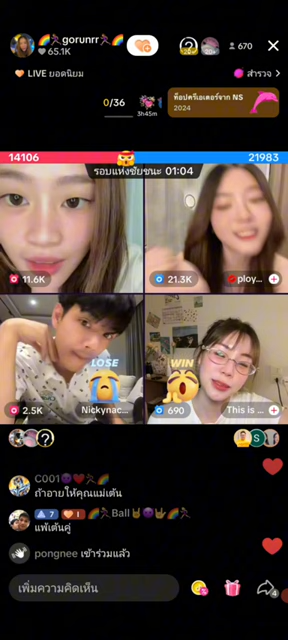 🌈🏃gorunrr🏃🌈
65.1K
670
LIVE ยอดนิยม
สำรวจ
0/36
3h45m
ท็อปครีเอเตอร์จาก NS
2024
14106
21983
รอบแห่งชัยชนะ 01:04
11.6K
21.3K
ploy...
LOSE
WIN
2.5K
Nickynac...
690
This is ...
?
S
C001😈❤️🏃🌈
ถ้าอายให้คุณแม่เต้น
7
1
🌈🏃Ball🤘😈🤘🏃🌈
แพ้เต้นคู่
pongnee เข้าร่วมแล้ว
เพิ่มความคิดเห็น
4